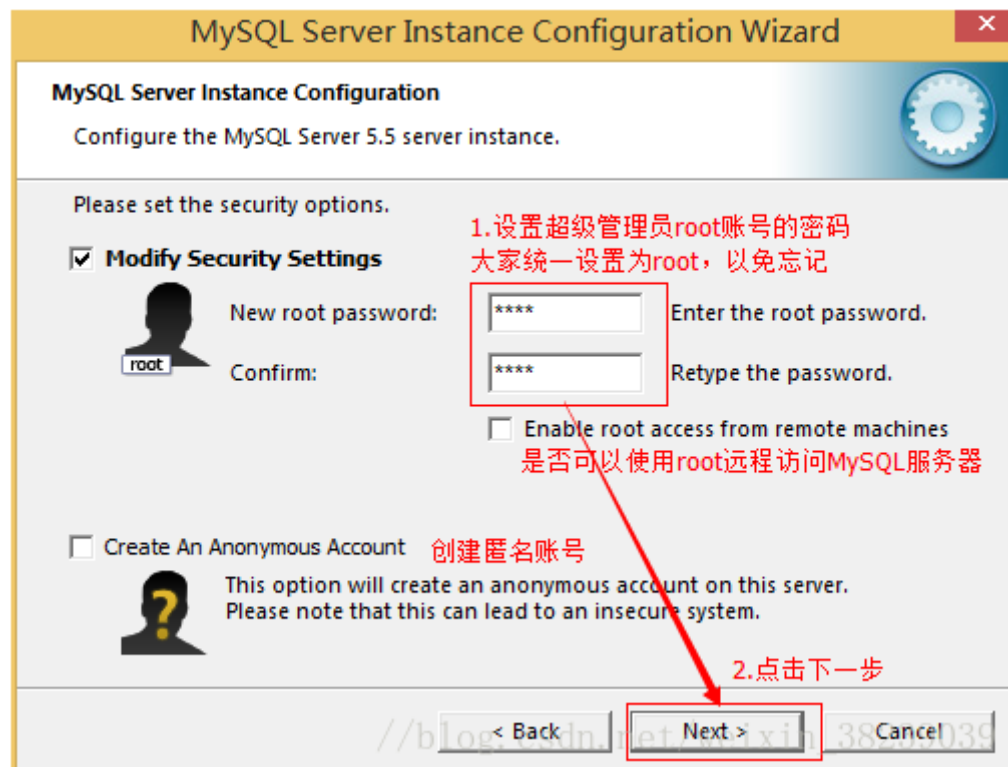 MySQL Server Instance Configuration Wizard
MySQL Server Instance Configuration
Configure the MySQL Server 5.5 server instance.
Please set the security options.
1.设置超级管理员root账号的密码
大家统一设置为root，以免忘记
Modify Security Settings
New root password: **** Enter the root password.
root
Confirm: **** Retype the password.
Enable root access from remote machines
是否可以使用root远程访问MySQL服务器
Create An Anonymous Account 创建匿名账号
This option will create an anonymous account on this server.
Please note that this can lead to an insecure system.
2.点击下一步
< Back Next > Cancel
//blog.csdn.net/weixin_38239039